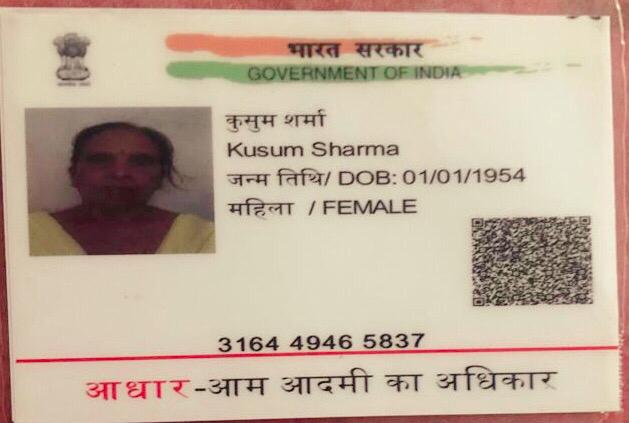 भारत सरकार
GOVERNMENT OF INDIA
कुसुम शर्मा
Kusum Sharma
जन्म तिथि/ DOB: 01/01/1954
महिला / FEMALE
3164 4946 5837
आधार-आम आदमी का अधिकार